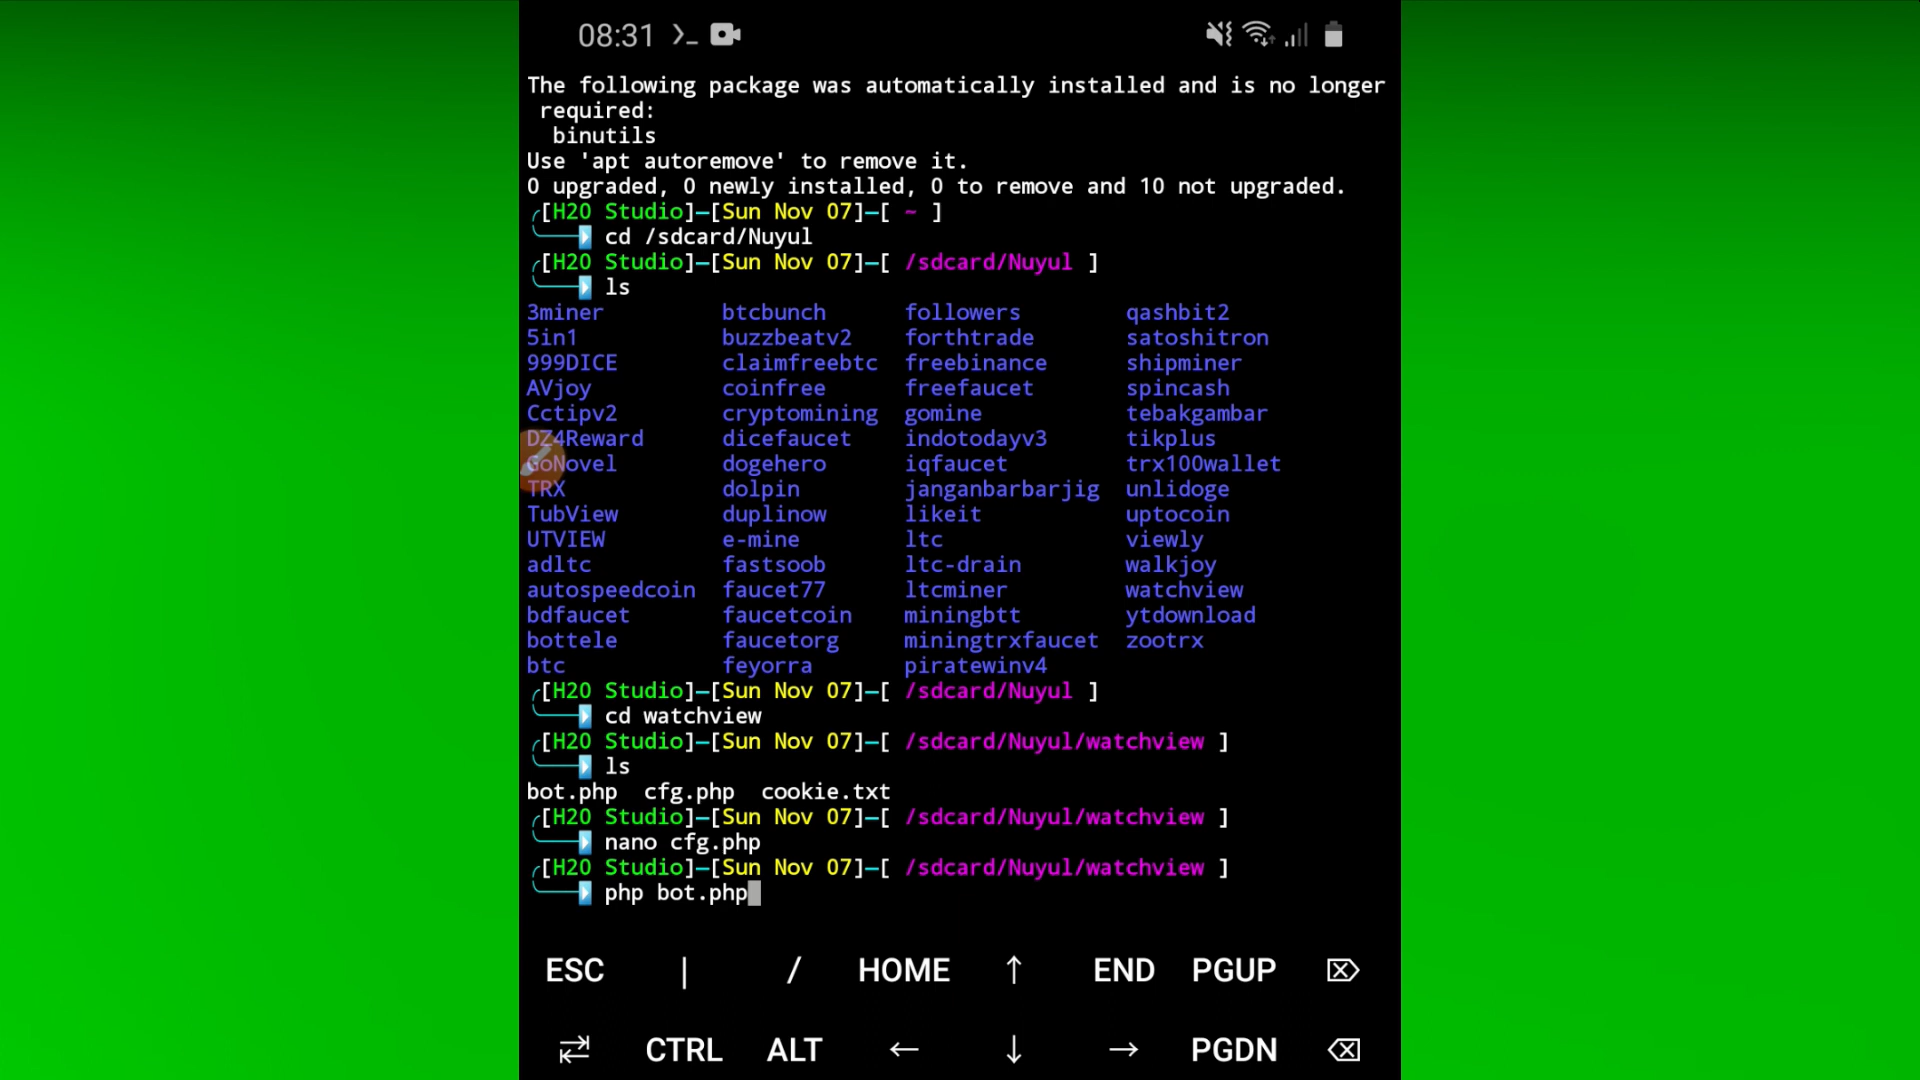 08:31
The following package was automatically installed and is no longer
required:
binutils
Use 'apt autoremove' to remove it.
0 upgraded, 0 newly installed, 0 to remove and 10 not upgraded.
[H20 Studio]—[Sun Nov 07]—[ ~ ]
cd /sdcard/Nuyul
[H20 Studio]—[Sun Nov 07]—[ /sdcard/Nuyul ]
ls
3miner btcbunch followers qashbit2
5in1 buzzbeatv2 forthtrade satoshitron
999DICE claimfreebtc freebinance shipminer
AVjoy coinfree freefaucet spincash
Cctipv2 cryptomining gomine tebakgambar
DZ4Reward dicefaucet indotodayv3 tikplus
GoNovel dogehero iqfaucet trx100wallet
TRX dolpin janganbarbarjig unlidoge
TubView duplinow likeit uptocoin
UTVIEW e-mine ltc viewly
adltc fastsoob ltc-drain walkjoy
autospeedcoin faucet77 ltcminer watchview
bdfaucet faucetcoin miningbtt ytdownload
bottele faucetorg miningtrxfaucet zootrx
btc feyorra piratewinv4
[H20 Studio]—[Sun Nov 07]—[ /sdcard/Nuyul ]
cd watchview
[H20 Studio]—[Sun Nov 07]—[ /sdcard/Nuyul/watchview ]
ls
bot.php cfg.php cookie.txt
[H20 Studio]—[Sun Nov 07]—[ /sdcard/Nuyul/watchview ]
nano cfg.php
[H20 Studio]—[Sun Nov 07]—[ /sdcard/Nuyul/watchview ]
php bot.php
ESC | / HOME ↑ END PGUP
CTRL ALT ← ↓ → PGDN